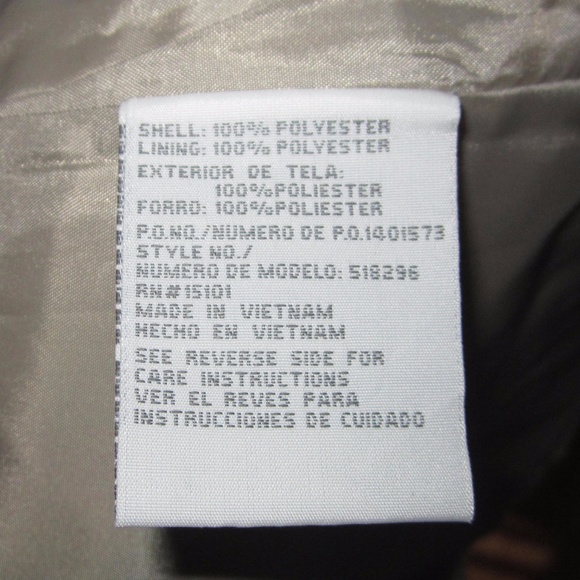 SHELL: 100% POLYESTER
LINING: 100% POLYESTER
EXTERIOR DE TELA:
100%POLIESTER
FORRO: 100%POLIESTER
P.O.NO./NUMERO DE P.O.1401573
STYLE NO./
NUMERO DE MODELO: 518296
RN#15101
MADE IN VIETNAM
HECHO EN VIETNAM
SEE REVERSE SIDE FOR
CARE INSTRUCTIONS
VER EL REVES PARA
INSTRUCCIONES DE CUIDADO